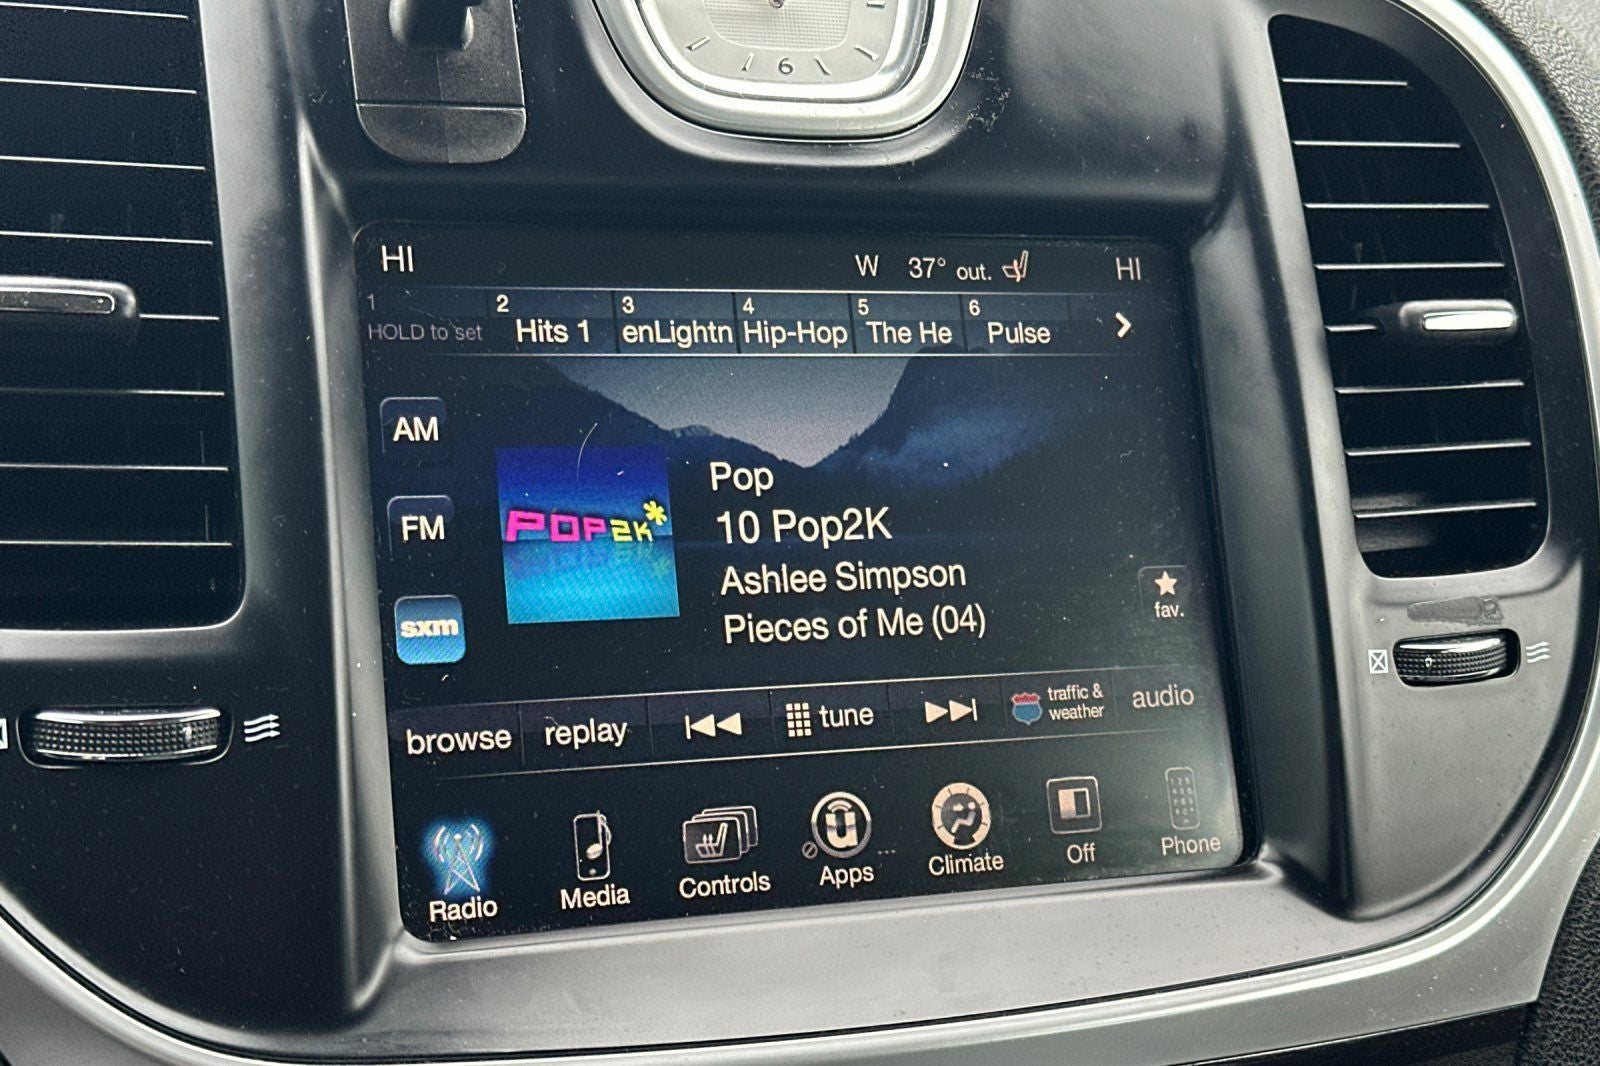 6
HI W 37° out. HI
1 2 3 4 5 6
HOLD to set Hits 1 enLightn Hip-Hop The He Pulse
AM
FM
sxm
POP2K*
Pop
10 Pop2K
Ashlee Simpson
Pieces of Me (04)
fav.
browse replay tune traffic & weather audio
Radio Media Controls Apps Climate Off Phone